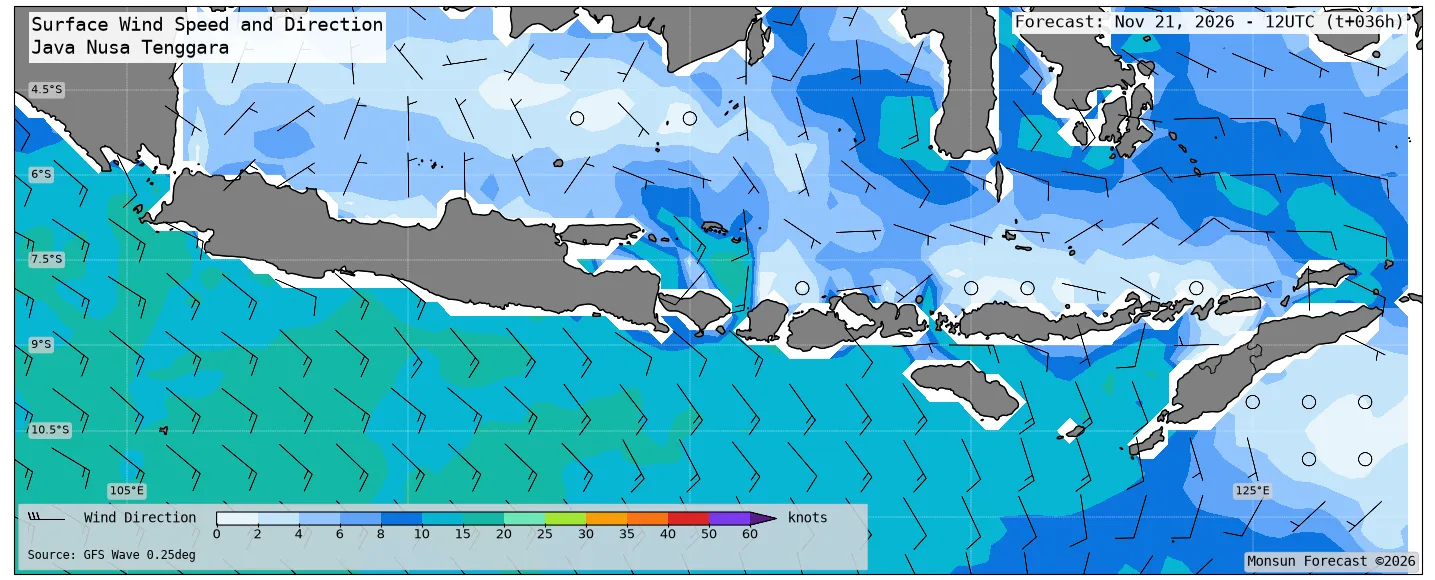 Surface Wind Speed and Direction
Java Nusa Tenggara
Forecast: Nov 21, 2026 - 12UTC (t+036h)
4.5°S
6°S
7.5°S
9°S
10.5°S
105°E
125°E
Wind Direction
0 2 4 6 8 10 15 20 25 30 35 40 50 60
knots
Source: GFS Wave 0.25deg
Monsun Forecast ©2026